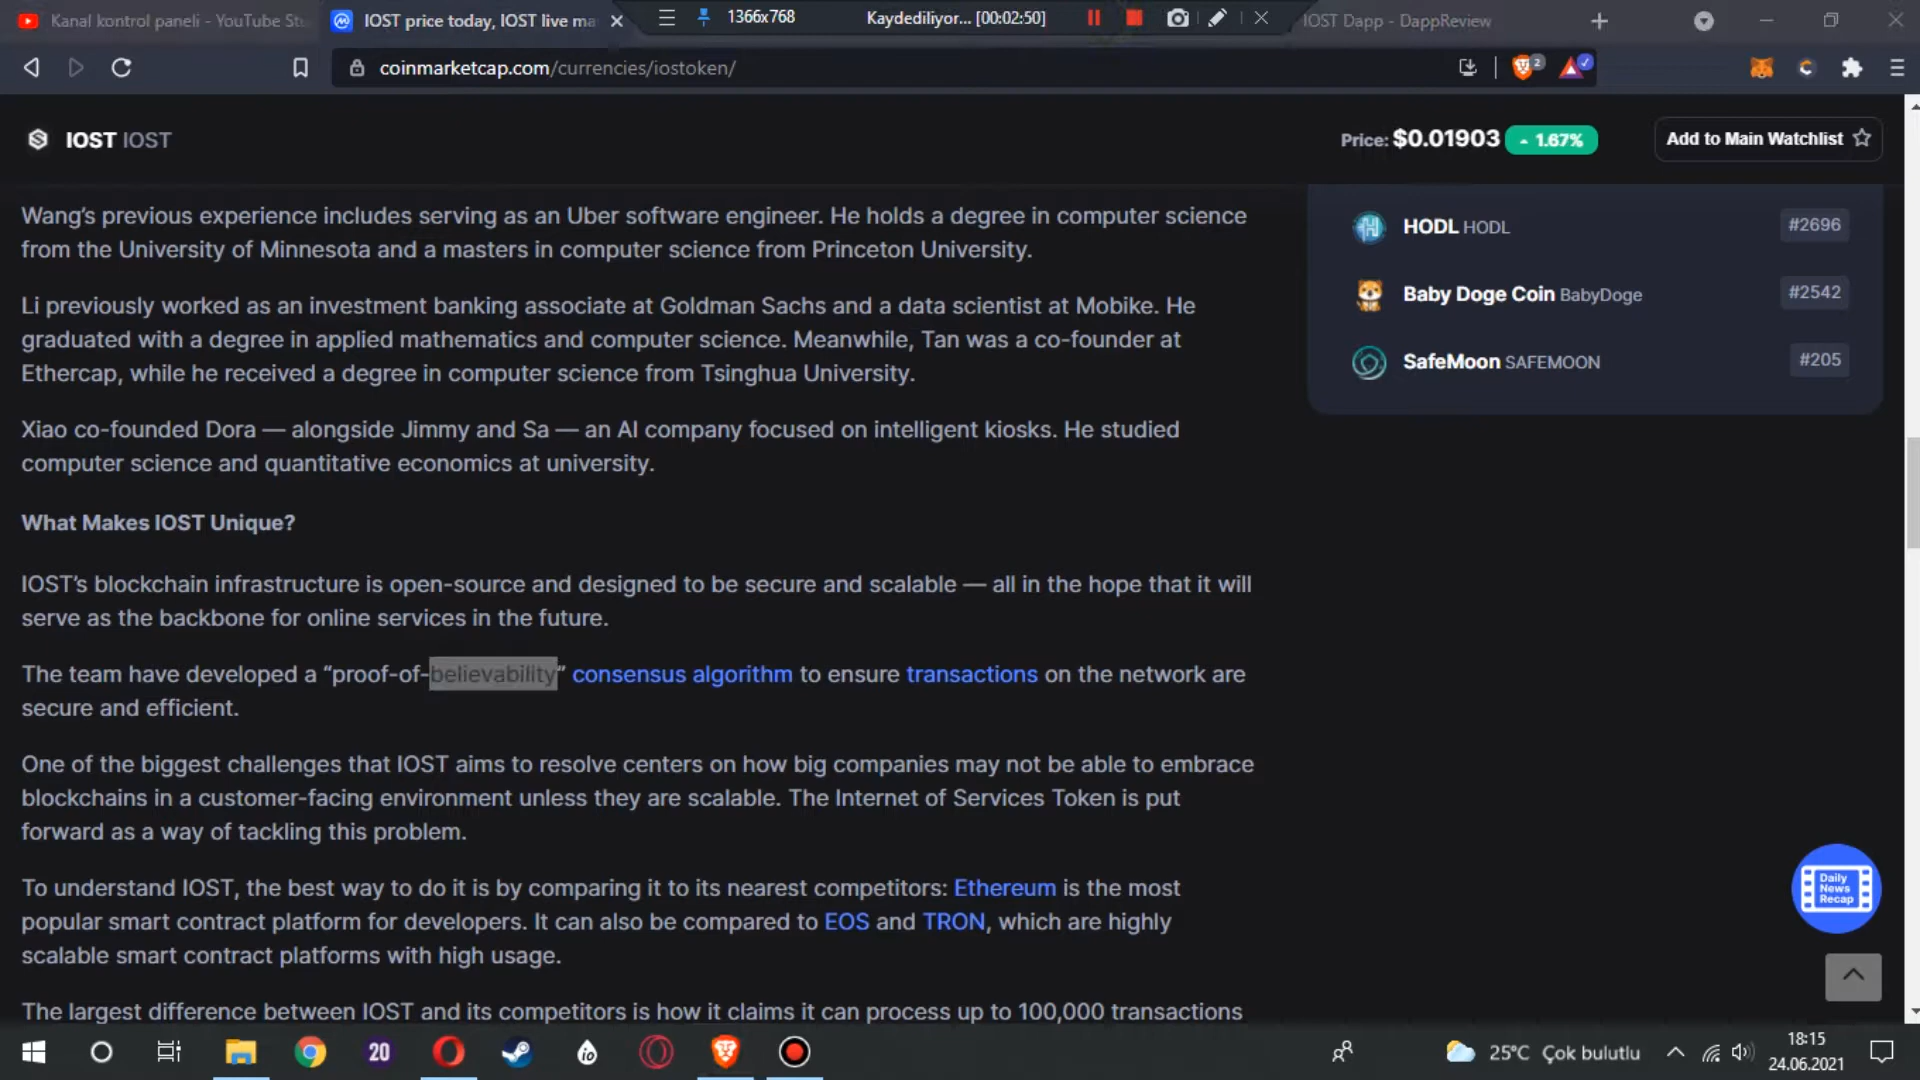 Kanal kontrol paneli - YouTube Stu
IOST price today, IOST live ma
1366x768
Kaydediliyor... [00:02:50]
IOST Dapp - DappReview
coinmarketcap.com/currencies/iostoken/
2
IOST IOST
Price: $0.01903 1.67%
Add to Main Watchlist
Wang's previous experience includes serving as an Uber software engineer. He holds a degree in computer science
from the University of Minnesota and a masters in computer science from Princeton University.
Li previously worked as an investment banking associate at Goldman Sachs and a data scientist at Mobike. He
graduated with a degree in applied mathematics and computer science. Meanwhile, Tan was a co-founder at
Ethercap, while he received a degree in computer science from Tsinghua University.
Xiao co-founded Dora — alongside Jimmy and Sa — an AI company focused on intelligent kiosks. He studied
computer science and quantitative economics at university.
What Makes IOST Unique?
IOST's blockchain infrastructure is open-source and designed to be secure and scalable — all in the hope that it will
serve as the backbone for online services in the future.
The team have developed a “proof-of-believability” consensus algorithm to ensure transactions on the network are
secure and efficient.
One of the biggest challenges that IOST aims to resolve centers on how big companies may not be able to embrace
blockchains in a customer-facing environment unless they are scalable. The Internet of Services Token is put
forward as a way of tackling this problem.
To understand IOST, the best way to do it is by comparing it to its nearest competitors: Ethereum is the most
popular smart contract platform for developers. It can also be compared to EOS and TRON, which are highly
scalable smart contract platforms with high usage.
The largest difference between IOST and its competitors is how it claims it can process up to 100,000 transactions
HODL HODL #2696
Baby Doge Coin BabyDoge #2542
SafeMoon SAFEMOON #205
Daily
News
Recap
20
io
25°C Çok bulutlu
18:15
24.06.2021